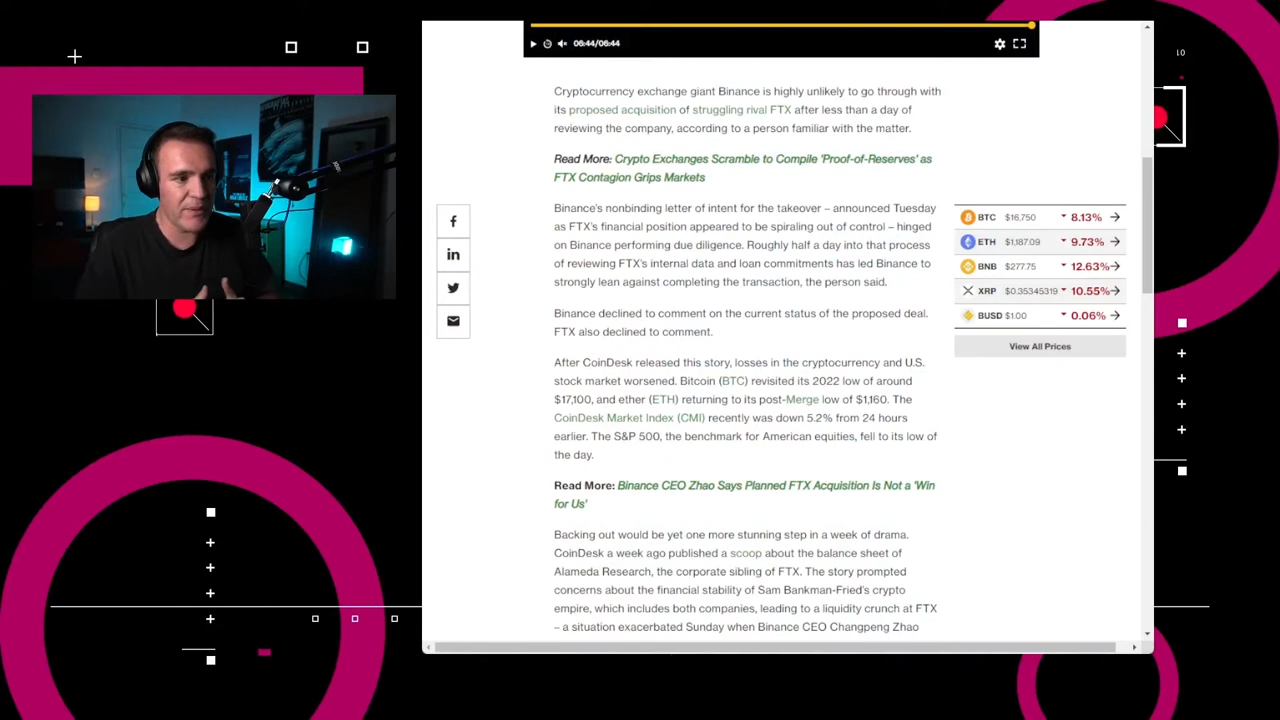 06:44/06:44
10
Cryptocurrency exchange giant Binance is highly unlikely to go through with
its proposed acquisition of struggling rival FTX after less than a day of
reviewing the company, according to a person familiar with the matter.
Read More: Crypto Exchanges Scramble to Compile 'Proof-of-Reserves' as
FTX Contagion Grips Markets
Binance's nonbinding letter of intent for the takeover – announced Tuesday
as FTX's financial position appeared to be spiraling out of control – hinged
on Binance performing due diligence. Roughly half a day into that process
of reviewing FTX's internal data and loan commitments has led Binance to
strongly lean against completing the transaction, the person said.
Binance declined to comment on the current status of the proposed deal.
FTX also declined to comment.
After CoinDesk released this story, losses in the cryptocurrency and U.S.
stock market worsened. Bitcoin (BTC) revisited its 2022 low of around
$17,100, and ether (ETH) returning to its post-Merge low of $1,160. The
CoinDesk Market Index (CMI) recently was down 5.2% from 24 hours
earlier. The S&P 500, the benchmark for American equities, fell to its low of
the day.
Read More: Binance CEO Zhao Says Planned FTX Acquisition Is Not a 'Win
for Us'
Backing out would be yet one more stunning step in a week of drama.
CoinDesk a week ago published a scoop about the balance sheet of
Alameda Research, the corporate sibling of FTX. The story prompted
concerns about the financial stability of Sam Bankman-Fried's crypto
empire, which includes both companies, leading to a liquidity crunch at FTX
– a situation exacerbated Sunday when Binance CEO Changpeng Zhao
BTC $16,750 8.13%
ETH $1,187.09 9.73%
BNB $277.75 12.63%
XRP $0.35345319 10.55%
BUSD $1.00 0.06%
View All Prices